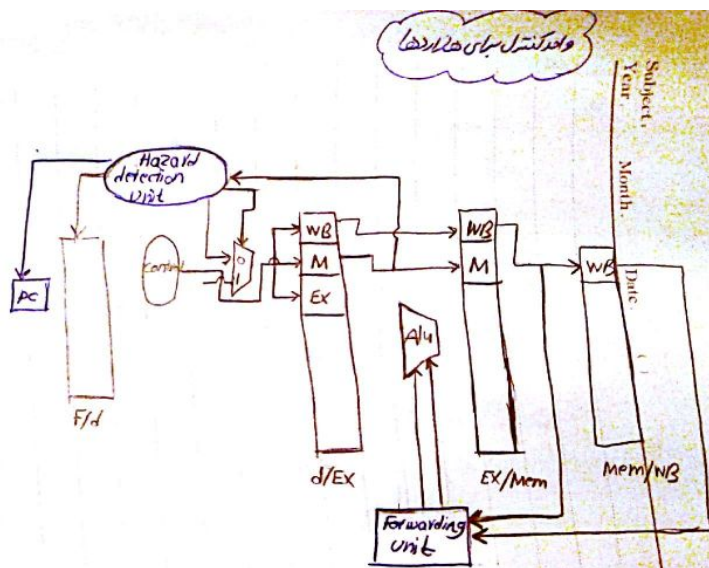 واحد کنترل برای هازاردها
Subject.
Year. Month. Date.
Hazard
detection
unit
PC
F/d
Control
0
1
WB
M
EX
d/EX
Alu
WB
M
EX/Mem
WB
Mem/WB
Forwarding
unit